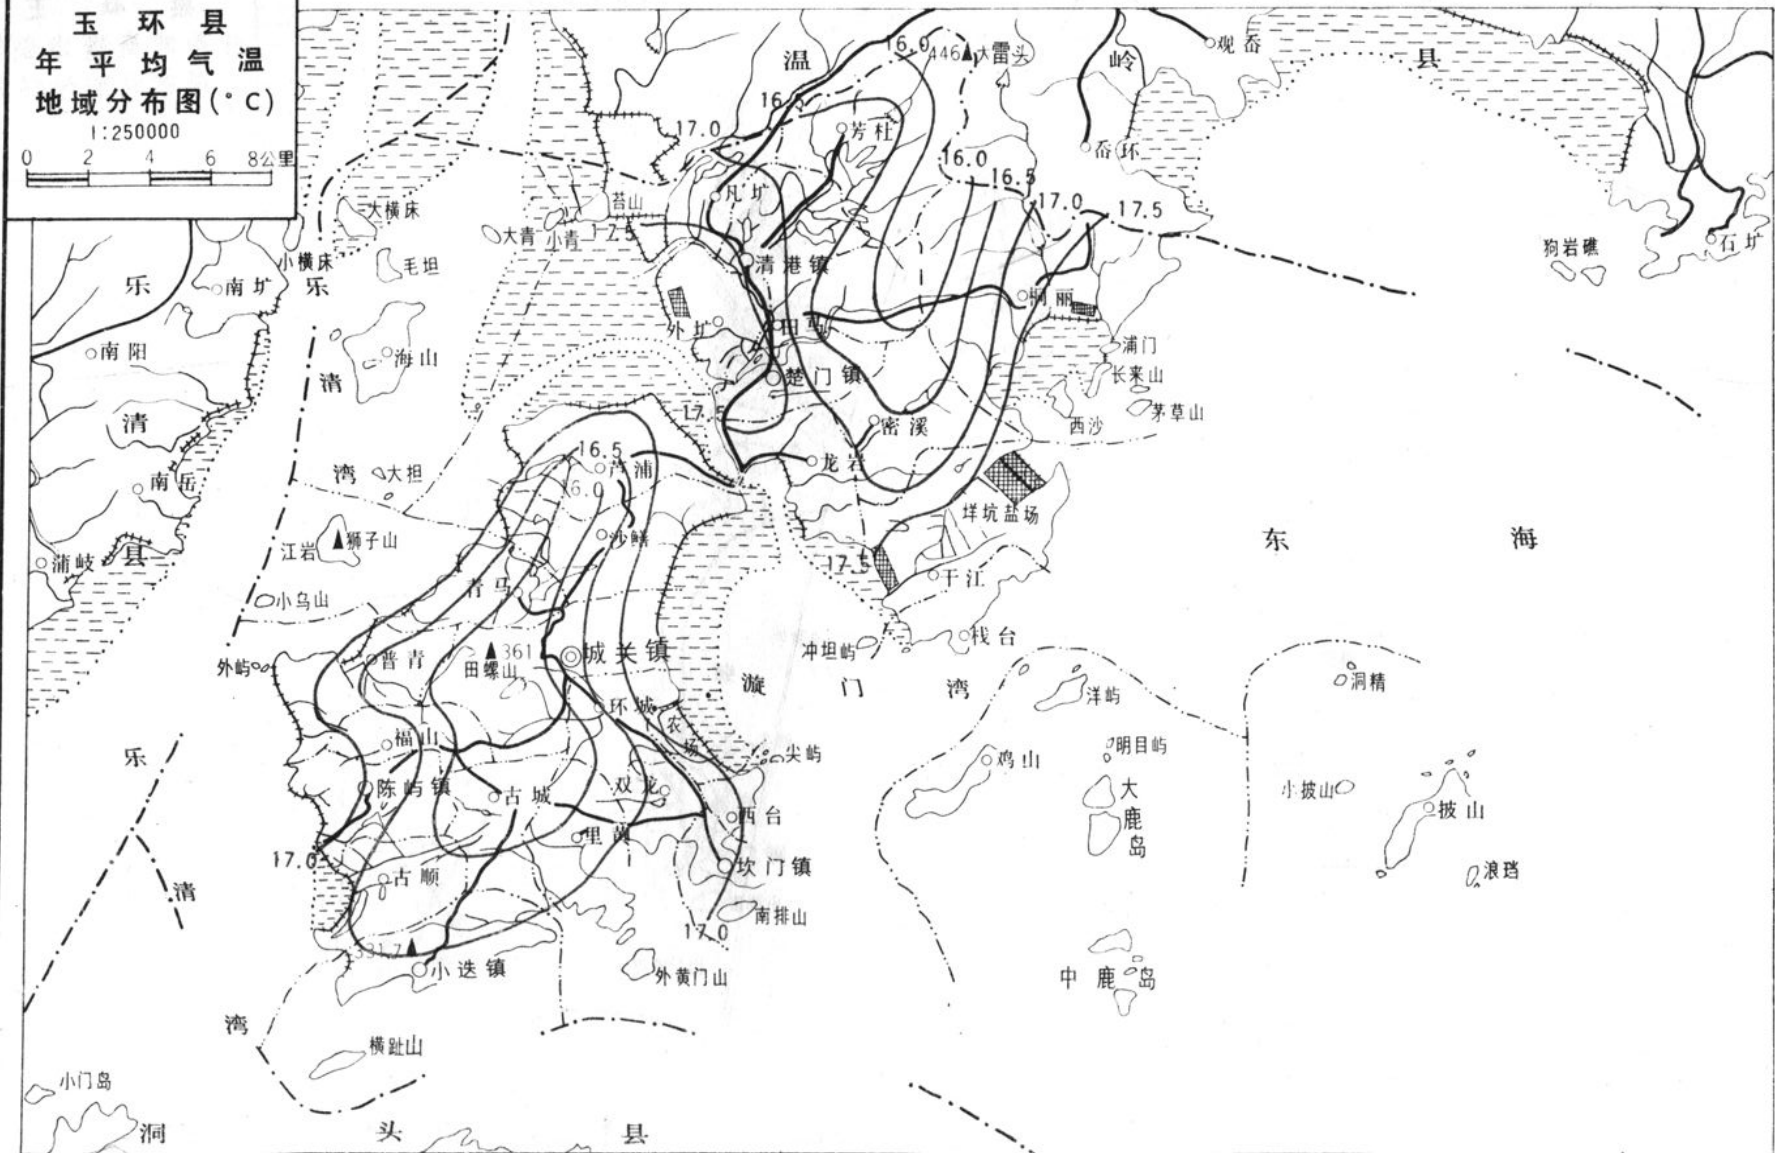 玉环县
年平均气温
地域分布图(°C)
1:250000
0 2 4 6 8公里
温
岭
县
16.0
446
大雷头
观岙
16.5
17.0
芳杜
岙环
16.0
16.5
17.0
17.5
凡圹
大横床
苔山
大青
小青
17.5
小横床
毛坦
清港镇
桐丽
狗岩礁
石圹
乐
南圹
乐
外圹
田马
浦门
南阳
海山
长来山
清
楚门镇
茅草山
清
17.5
西沙
密溪
16.5
芦浦
龙岩
湾
大坦
南岳
16.0
垟坑盐场
江岩
狮子山
沙鳝
东海
蒲岐
县
青马
17.5
干江
小乌山
栈台
外屿
普青
361
田螺山
城关镇
冲坦屿
漩门湾
洋屿
洞精
环城
农场
福山
尖屿
鸡山
明目屿
乐
陈屿镇
古城
双龙
大鹿岛
小披山
披山
西台
里黄
17.0
坎门镇
浪珰
古顺
清
南排山
17.0
331.7
小迭镇
外黄门山
中鹿岛
湾
横趾山
小门岛
洞头县